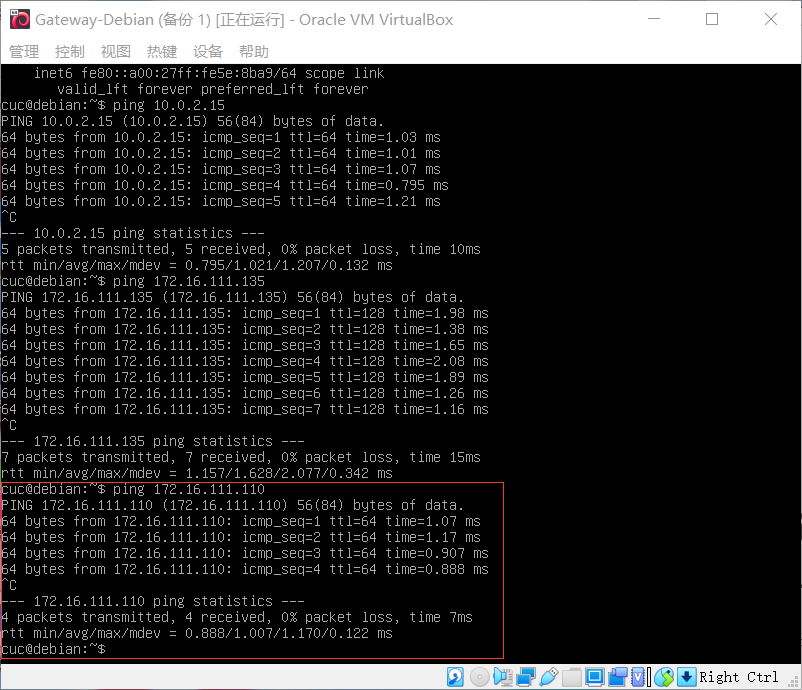 Gateway-Debian (备份 1) [正在运行] - Oracle VM VirtualBox
管理 控制 视图 热键 设备 帮助
inet6 fe80::a00:27ff:fe5e:8ba9/64 scope link
valid_lft forever preferred_lft forever
cuc@debian:~$ ping 10.0.2.15
PING 10.0.2.15 (10.0.2.15) 56(84) bytes of data.
64 bytes from 10.0.2.15: icmp_seq=1 ttl=64 time=1.03 ms
64 bytes from 10.0.2.15: icmp_seq=2 ttl=64 time=1.01 ms
64 bytes from 10.0.2.15: icmp_seq=3 ttl=64 time=1.07 ms
64 bytes from 10.0.2.15: icmp_seq=4 ttl=64 time=0.795 ms
64 bytes from 10.0.2.15: icmp_seq=5 ttl=64 time=1.21 ms
^C
--- 10.0.2.15 ping statistics ---
5 packets transmitted, 5 received, 0% packet loss, time 10ms
rtt min/avg/max/mdev = 0.795/1.021/1.207/0.132 ms
cuc@debian:~$ ping 172.16.111.135
PING 172.16.111.135 (172.16.111.135) 56(84) bytes of data.
64 bytes from 172.16.111.135: icmp_seq=1 ttl=128 time=1.98 ms
64 bytes from 172.16.111.135: icmp_seq=2 ttl=128 time=1.38 ms
64 bytes from 172.16.111.135: icmp_seq=3 ttl=128 time=1.65 ms
64 bytes from 172.16.111.135: icmp_seq=4 ttl=128 time=2.08 ms
64 bytes from 172.16.111.135: icmp_seq=5 ttl=128 time=1.89 ms
64 bytes from 172.16.111.135: icmp_seq=6 ttl=128 time=1.26 ms
64 bytes from 172.16.111.135: icmp_seq=7 ttl=128 time=1.16 ms
^C
--- 172.16.111.135 ping statistics ---
7 packets transmitted, 7 received, 0% packet loss, time 15ms
rtt min/avg/max/mdev = 1.157/1.628/2.077/0.342 ms
cuc@debian:~$ ping 172.16.111.110
PING 172.16.111.110 (172.16.111.110) 56(84) bytes of data.
64 bytes from 172.16.111.110: icmp_seq=1 ttl=64 time=1.07 ms
64 bytes from 172.16.111.110: icmp_seq=2 ttl=64 time=1.17 ms
64 bytes from 172.16.111.110: icmp_seq=3 ttl=64 time=0.907 ms
64 bytes from 172.16.111.110: icmp_seq=4 ttl=64 time=0.888 ms
^C
--- 172.16.111.110 ping statistics ---
4 packets transmitted, 4 received, 0% packet loss, time 7ms
rtt min/avg/max/mdev = 0.888/1.007/1.170/0.122 ms
cuc@debian:~$
Right Ctrl